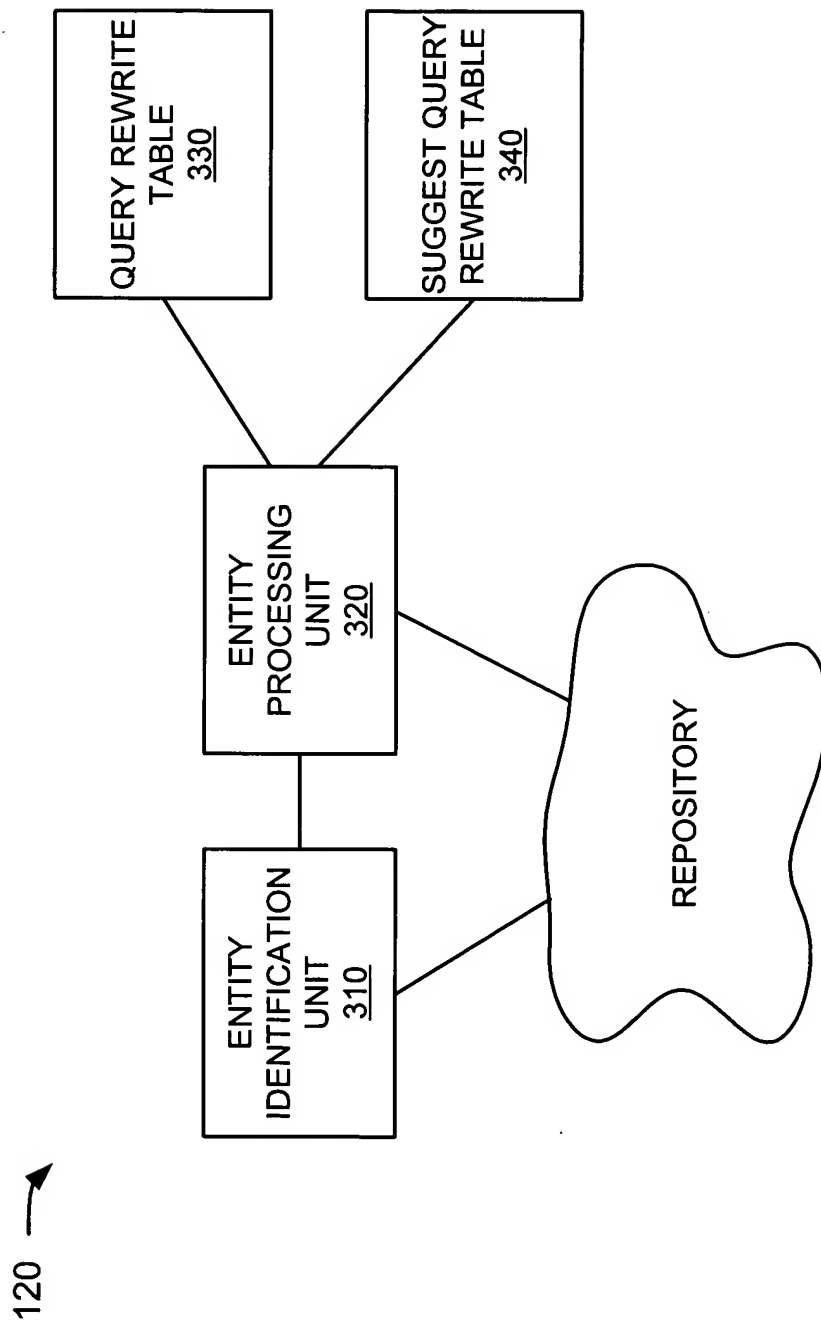 120
ENTITY
IDENTIFICATION
UNIT
310
ENTITY
PROCESSING
UNIT
320
QUERY REWRITE
TABLE
330
SUGGEST QUERY
REWRITE TABLE
340
REPOSITORY